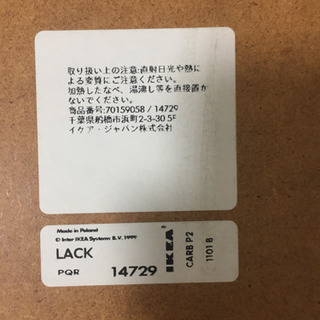 取り扱い上の注意:直射日光や熱に
よる変質にご注意ください。
加熱したなべ、湯沸し等を直接置か
ないでください。
商品番号:70159058 / 14729
千葉県船橋市浜町2-3-30 5F
イケア・ジャパン株式会社
Made in Poland
© Inter IKEA Systems B.V. 1999
LACK
PQR 14729
IKEA
CARB P2
1101 B